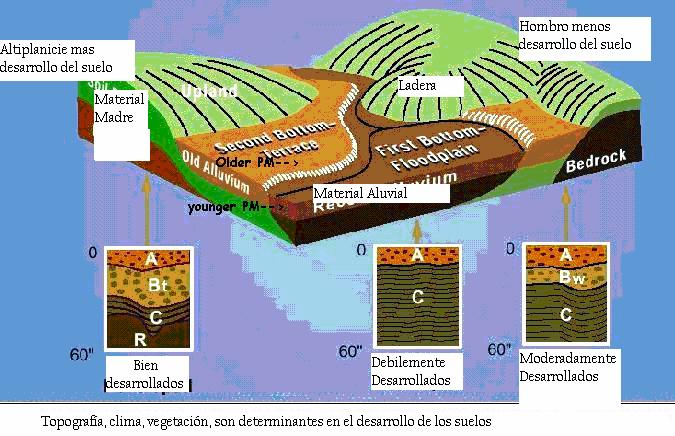 Altiplanicie mas
desarrollo del suelo
Hombro menos
desarrollo del suelo
Material
Madre
Upland
Ladera
Second Bottom-
Terrace
First Bottom-
Floodplain
Old Alluvium
Older PM-->
Bedrock
Material Aluvial
younger PM-->
0
A
Bt
C
R
60"
Bien
desarrollados
0
A
C
60"
Debilemente
Desarrollados
0
A
Bw
C
60"
Moderadamente
Desarrollados
Topografía, clima, vegetación, son determinantes en el desarrollo de los suelos